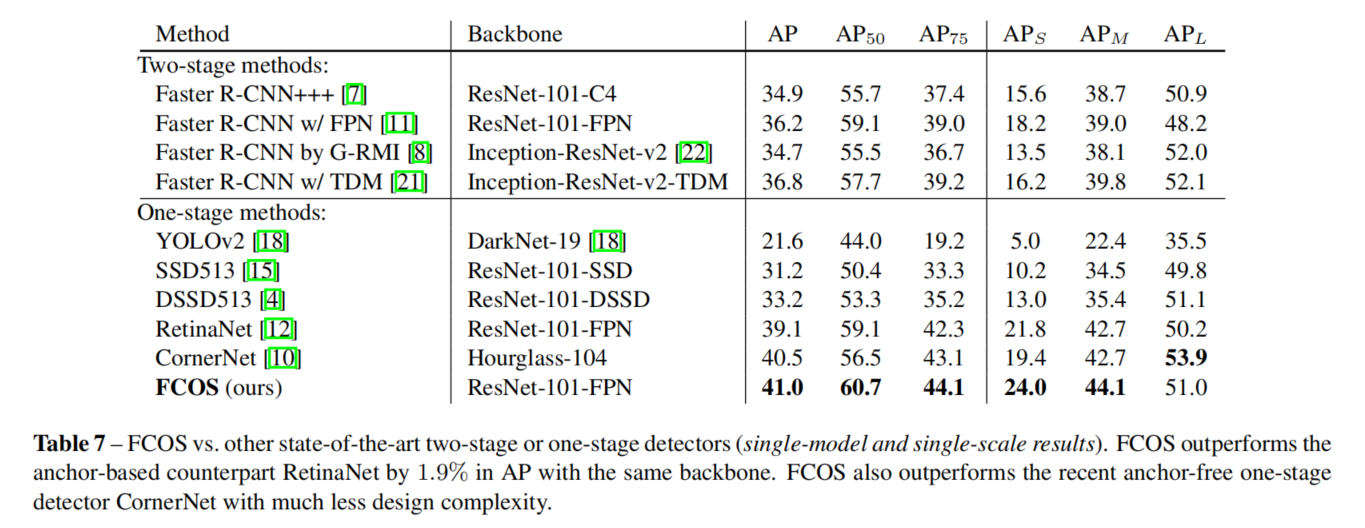 Method Backbone AP AP50 AP75 APS APM APL
Two-stage methods:
Faster R-CNN+++ [7] ResNet-101-C4 34.9 55.7 37.4 15.6 38.7 50.9
Faster R-CNN w/ FPN [11] ResNet-101-FPN 36.2 59.1 39.0 18.2 39.0 48.2
Faster R-CNN by G-RMI [8] Inception-ResNet-v2 [22] 34.7 55.5 36.7 13.5 38.1 52.0
Faster R-CNN w/ TDM [21] Inception-ResNet-v2-TDM 36.8 57.7 39.2 16.2 39.8 52.1
One-stage methods:
YOLOv2 [18] DarkNet-19 [18] 21.6 44.0 19.2 5.0 22.4 35.5
SSD513 [15] ResNet-101-SSD 31.2 50.4 33.3 10.2 34.5 49.8
DSSD513 [4] ResNet-101-DSSD 33.2 53.3 35.2 13.0 35.4 51.1
RetinaNet [12] ResNet-101-FPN 39.1 59.1 42.3 21.8 42.7 50.2
CornerNet [10] Hourglass-104 40.5 56.5 43.1 19.4 42.7 53.9
FCOS (ours) ResNet-101-FPN 41.0 60.7 44.1 24.0 44.1 51.0
Table 7 – FCOS vs. other state-of-the-art two-stage or one-stage detectors (single-model and single-scale results). FCOS outperforms the
anchor-based counterpart RetinaNet by 1.9% in AP with the same backbone. FCOS also outperforms the recent anchor-free one-stage
detector CornerNet with much less design complexity.